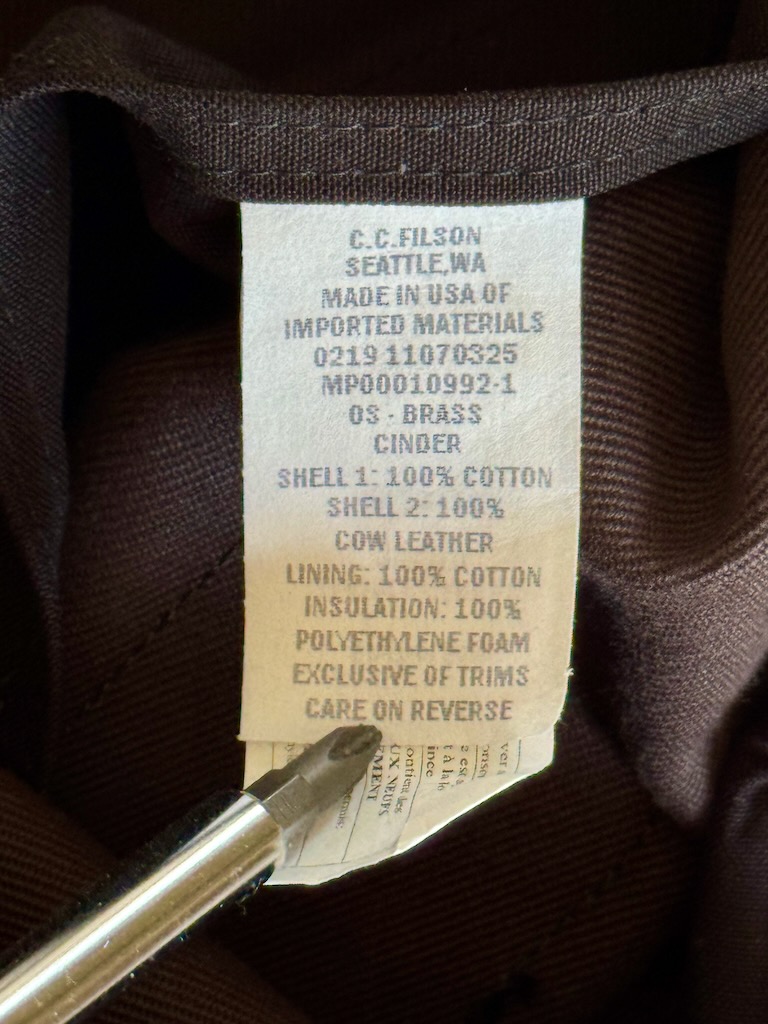 C.C.FILSON
SEATTLE,WA
MADE IN USA OF
IMPORTED MATERIALS
0219 11070325
MP00010992-1
OS - BRASS
CINDER
SHELL 1: 100% COTTON
SHELL 2: 100%
COW LEATHER
LINING: 100% COTTON
INSULATION: 100%
POLYETHYLENE FOAM
EXCLUSIVE OF TRIMS
CARE ON REVERSE